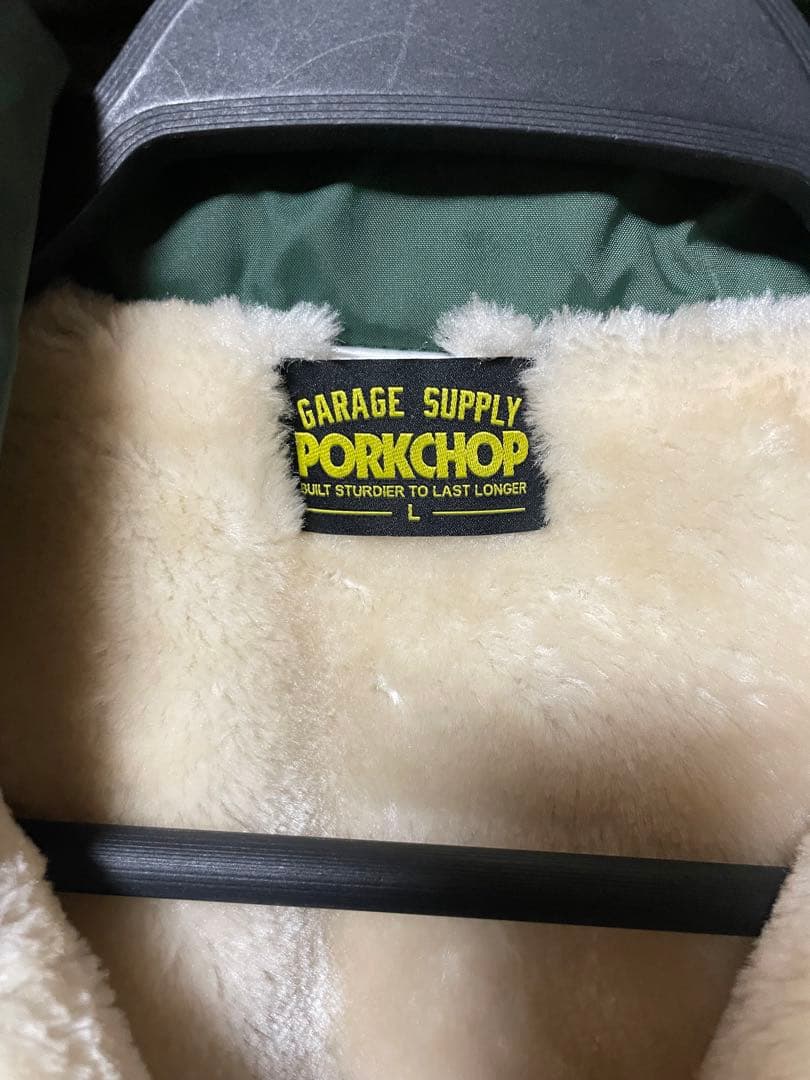 GARAGE SUPPLY
PORKCHOP
BUILT STURDIER TO LAST LONGER
L